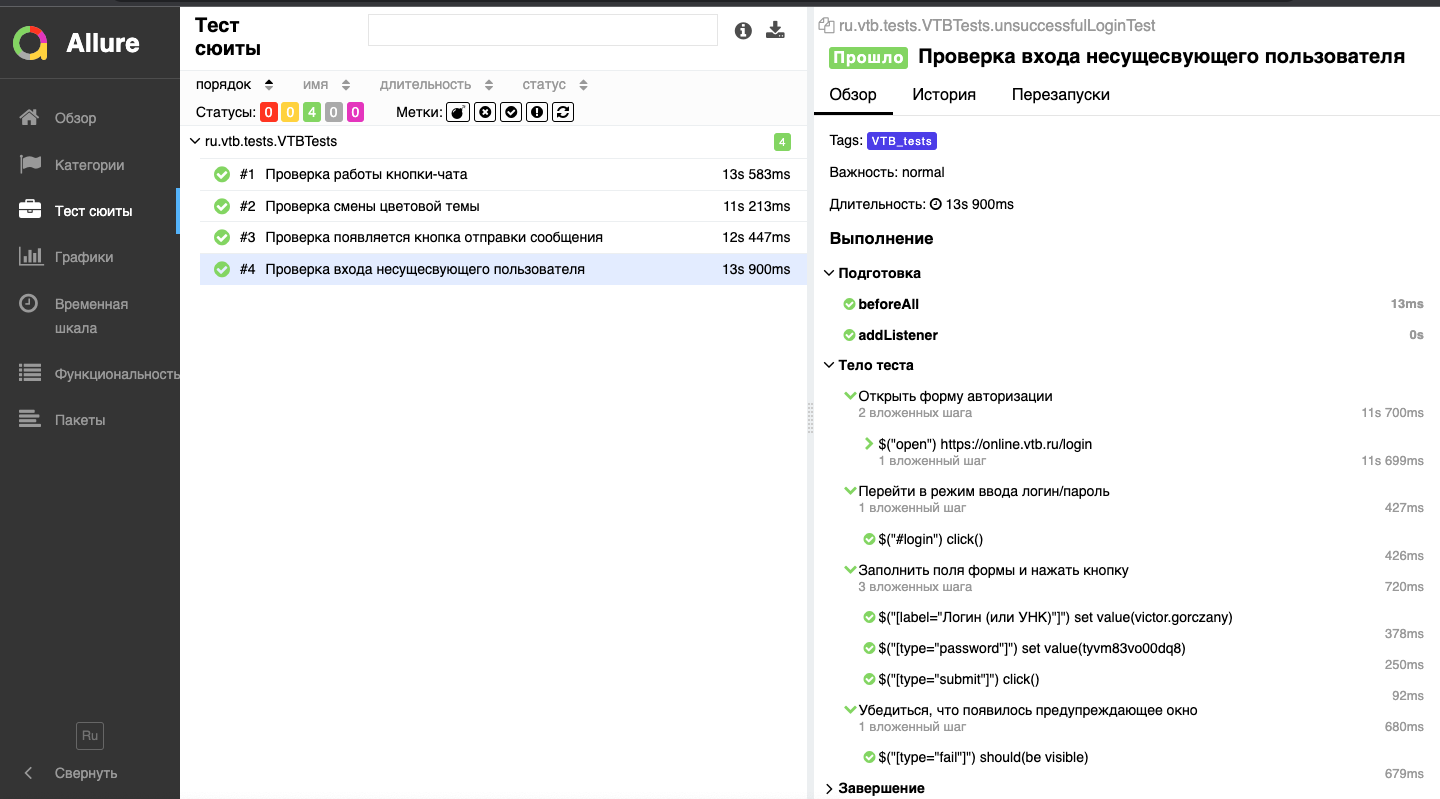 Allure
Обзор
Категории
Тест сюиты
Графики
Временная
шкала
Функциональность
Пакеты
Ru
Свернуть
Тест
сюиты
порядок имя длительность статус
Статусы: 0 0 4 0 0 Метки:
ru.vtb.tests.VTBTests 4
#1 Проверка работы кнопки-чата 13s 583ms
#2 Проверка смены цветовой темы 11s 213ms
#3 Проверка появляется кнопка отправки сообщения 12s 447ms
#4 Проверка входа несущесвующего пользователя 13s 900ms
ru.vtb.tests.VTBTests.unsuccessfulLoginTest
Прошло Проверка входа несущесвующего пользователя
Обзор История Перезапуски
Tags: VTB_tests
Важность: normal
Длительность: 13s 900ms
Выполнение
Подготовка
beforeAll 13ms
addListener 0s
Тело теста
Открыть форму авторизации
2 вложенных шага 11s 700ms
$("open") https://online.vtb.ru/login
1 вложенный шаг 11s 699ms
Перейти в режим ввода логин/пароль
1 вложенный шаг 427ms
$("#login") click()
426ms
Заполнить поля формы и нажать кнопку
3 вложенных шага 720ms
$("[label="Логин (или УНК)"]") set value(victor.gorczany)
378ms
$("[type="password"]") set value(tyvm83vo00dq8)
250ms
$("[type="submit"]") click()
92ms
Убедиться, что появилось предупреждающее окно
1 вложенный шаг 680ms
$("[type="fail"]") should(be visible)
679ms
Завершение